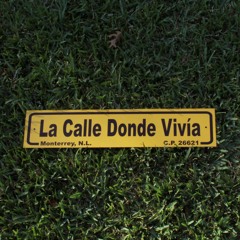 La Calle Donde Vivía
Monterrey, N.L. C.P. 26621